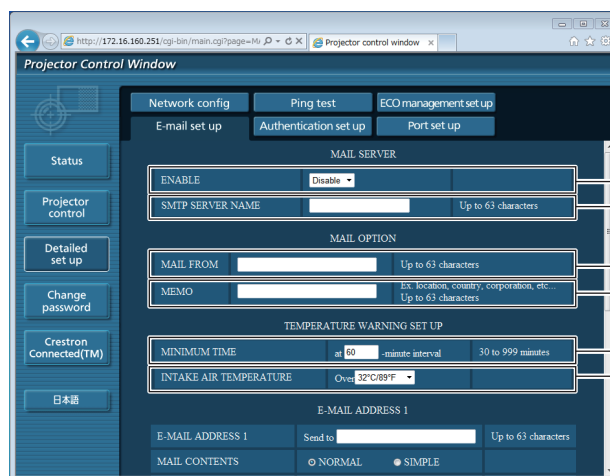 http://172.16.160.251/cgi-bin/main.cgi?page=M
Projector control window
Projector Control Window
Network config Ping test ECO management set up
E-mail set up Authentication set up Port set up
Status
Projector control
Detailed set up
Change password
Crestron Connected(TM)
日本語
MAIL SERVER
ENABLE Disable
SMTP SERVER NAME Up to 63 characters
MAIL OPTION
MAIL FROM Up to 63 characters
MEMO Ex. location, country, corporation, etc...
Up to 63 characters
TEMPERATURE WARNING SET UP
MINIMUM TIME at 60 -minute interval 30 to 999 minutes
INTAKE AIR TEMPERATURE Over 32°C/89°F
E-MAIL ADDRESS 1
E-MAIL ADDRESS 1 Send to Up to 63 characters
MAIL CONTENTS NORMAL SIMPLE